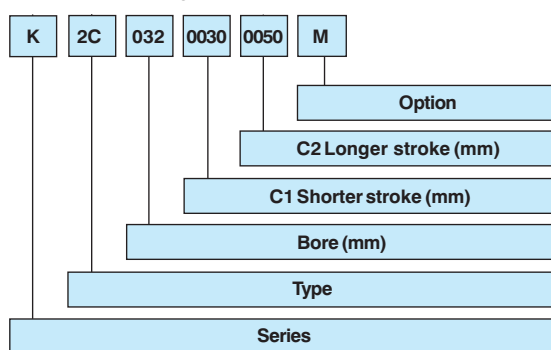 K 2C 032 0030 0050 M
Option
C2 Longer stroke (mm)
C1 Shorter stroke (mm)
Bore (mm)
Type
Series